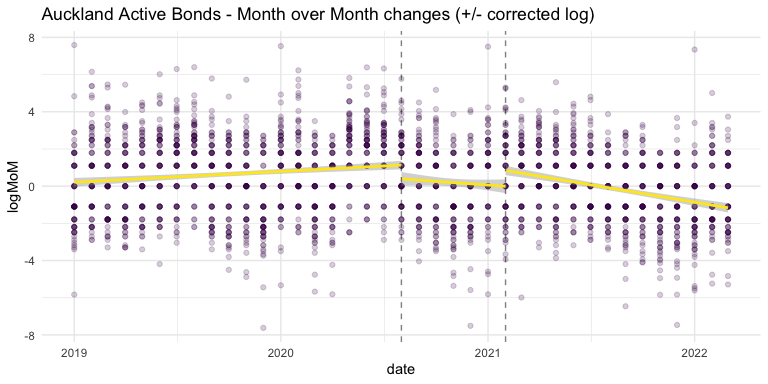 Auckland Active Bonds - Month over Month changes (+/- corrected log)
8
4
0
-4
-8
logMoM
2019 2020 2021 2022
date